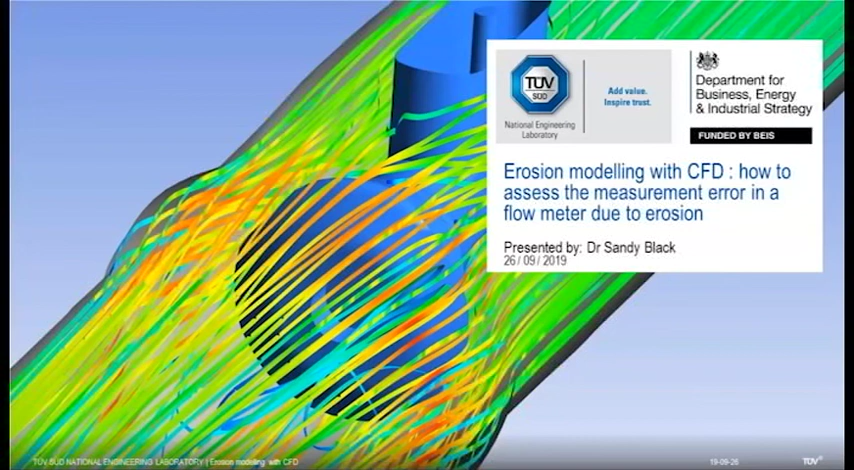 TÜV
SÜD
National Engineering
Laboratory
Add value.
Inspire trust.
Department for
Business, Energy
& Industrial Strategy
FUNDED BY BEIS
Erosion modelling with CFD : how to
assess the measurement error in a
flow meter due to erosion
Presented by: Dr Sandy Black
26/ 09 / 2019
TÜV SÜD NATIONAL ENGINEERING LABORATORY | Erosion modelling with CFD
19-09-26
TÜV